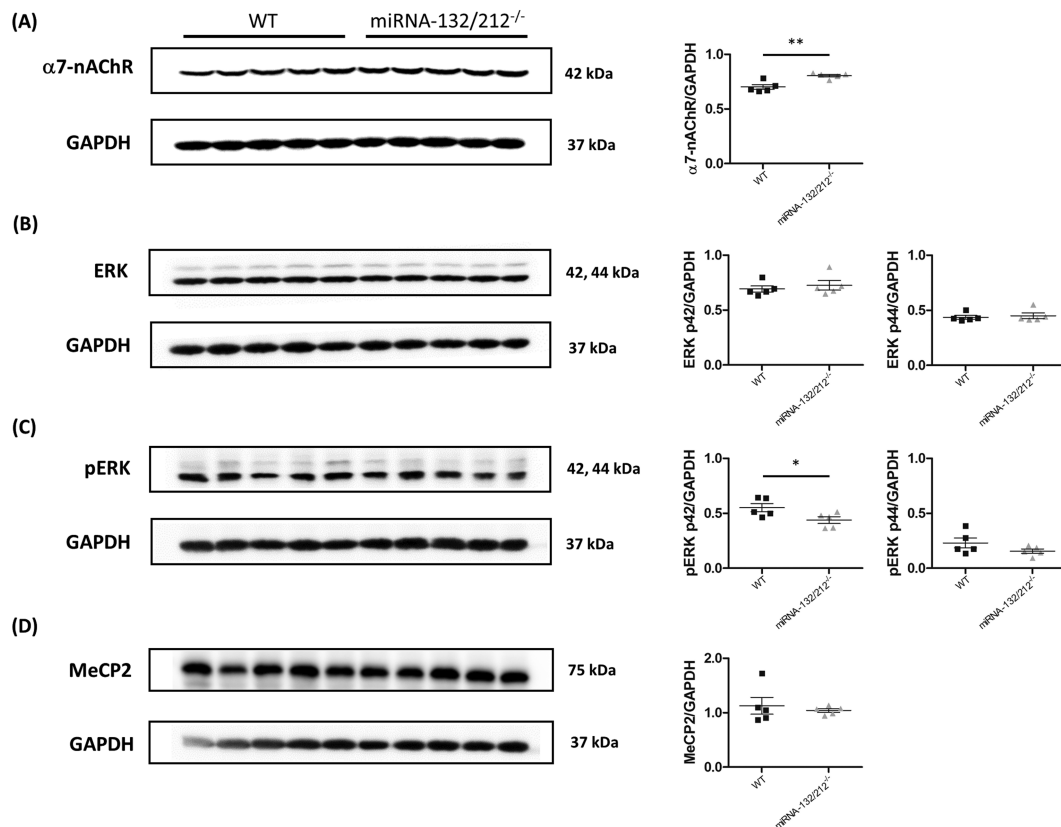 (A)
WT miRNA-132/212-/-
α7-nAChR
42 kDa
GAPDH
37 kDa
α7-nAChR/GAPDH
1.0
0.5
0.0
**
WT
miRNA-132/212-/-
(B)
ERK
42, 44 kDa
GAPDH
37 kDa
ERK p42/GAPDH
1.0
0.5
0.0
WT
miRNA-132/212-/-
ERK p44/GAPDH
1.0
0.5
0.0
WT
miRNA-132/212-/-
(C)
pERK
42, 44 kDa
GAPDH
37 kDa
pERK p42/GAPDH
1.0
0.5
0.0
*
WT
miRNA-132/212-/-
pERK p44/GAPDH
1.0
0.5
0.0
WT
miRNA-132/212-/-
(D)
MeCP2
75 kDa
GAPDH
37 kDa
MeCP2/GAPDH
2.0
1.0
0.0
WT
miRNA-132/212-/-